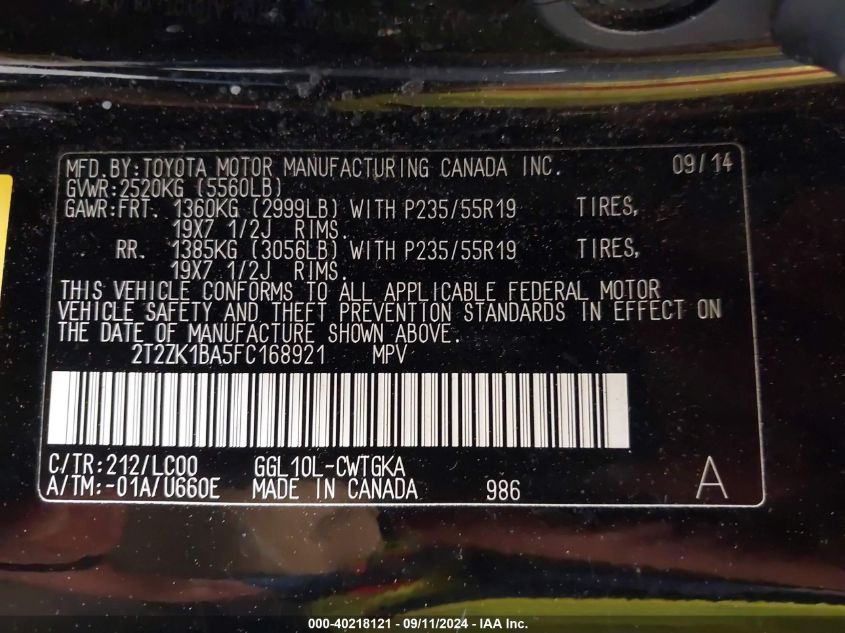 MFD.BY:TOYOTA MOTOR MANUFACTURING CANADA INC. 09/14
GVWR:2520KG (5560LB)
GAWR:FRT. 1360KG (2999LB) WITH P235/55R19 TIRES,
19X7 1/2J RIMS.
RR. 1385KG (3056LB) WITH P235/55R19 TIRES,
19X7 1/2J RIMS.
THIS VEHICLE CONFORMS TO ALL APPLICABLE FEDERAL MOTOR
VEHICLE SAFETY AND THEFT PREVENTION STANDARDS IN EFFECT ON
THE DATE OF MANUFACTURE SHOWN ABOVE.
2T2ZK1BA5FC168921 MPV
C/TR:212/LC00 GGL10L-CWTGKA
A/TM:-01A/U660E MADE IN CANADA 986 A
000-40218121 - 09/11/2024 - IAA Inc.